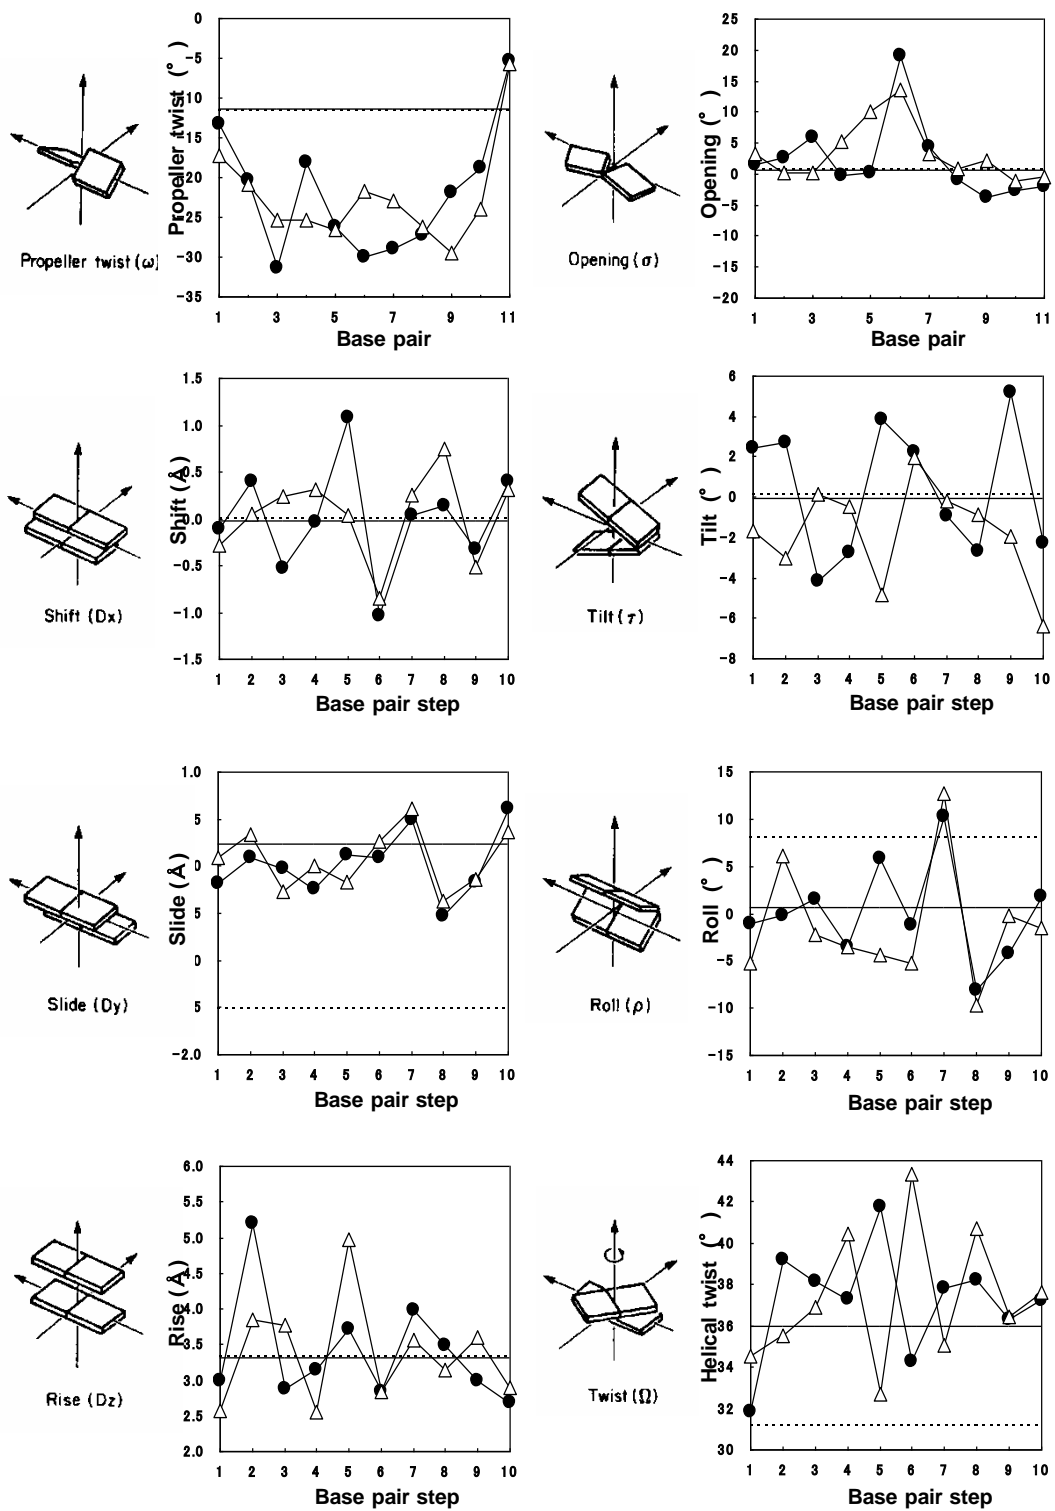 0
-5
-10
-15
-20
-25
-30
-35
Propeller twist (°)
1 3 5 7 9 11
Base pair
Propeller twist (ω)
25
20
15
10
5
0
-5
-10
-15
-20
Opening (°)
1 3 5 7 9 11
Base pair
Opening (σ)
1.5
1.0
0.5
0.0
-0.5
-1.0
-1.5
Shift (Å)
1 2 3 4 5 6 7 8 9 10
Base pair step
Shift (Dx)
6
4
2
0
-2
-4
-6
-8
Tilt (°)
1 2 3 4 5 6 7 8 9 10
Base pair step
Tilt (τ)
1.0
5
0
5
0
5
-2.0
Slide (Å)
1 2 3 4 5 6 7 8 9 10
Base pair step
Slide (Dy)
15
10
5
0
-5
-10
-15
Roll (°)
1 2 3 4 5 6 7 8 9 10
Base pair step
Roll (ρ)
6.0
5.5
5.0
4.5
4.0
3.5
3.0
2.5
2.0
Rise (Å)
1 2 3 4 5 6 7 8 9 10
Base pair step
Rise (Dz)
44
42
40
38
36
34
32
30
Helical twist (°)
1 2 3 4 5 6 7 8 9 10
Base pair step
Twist (Ω)